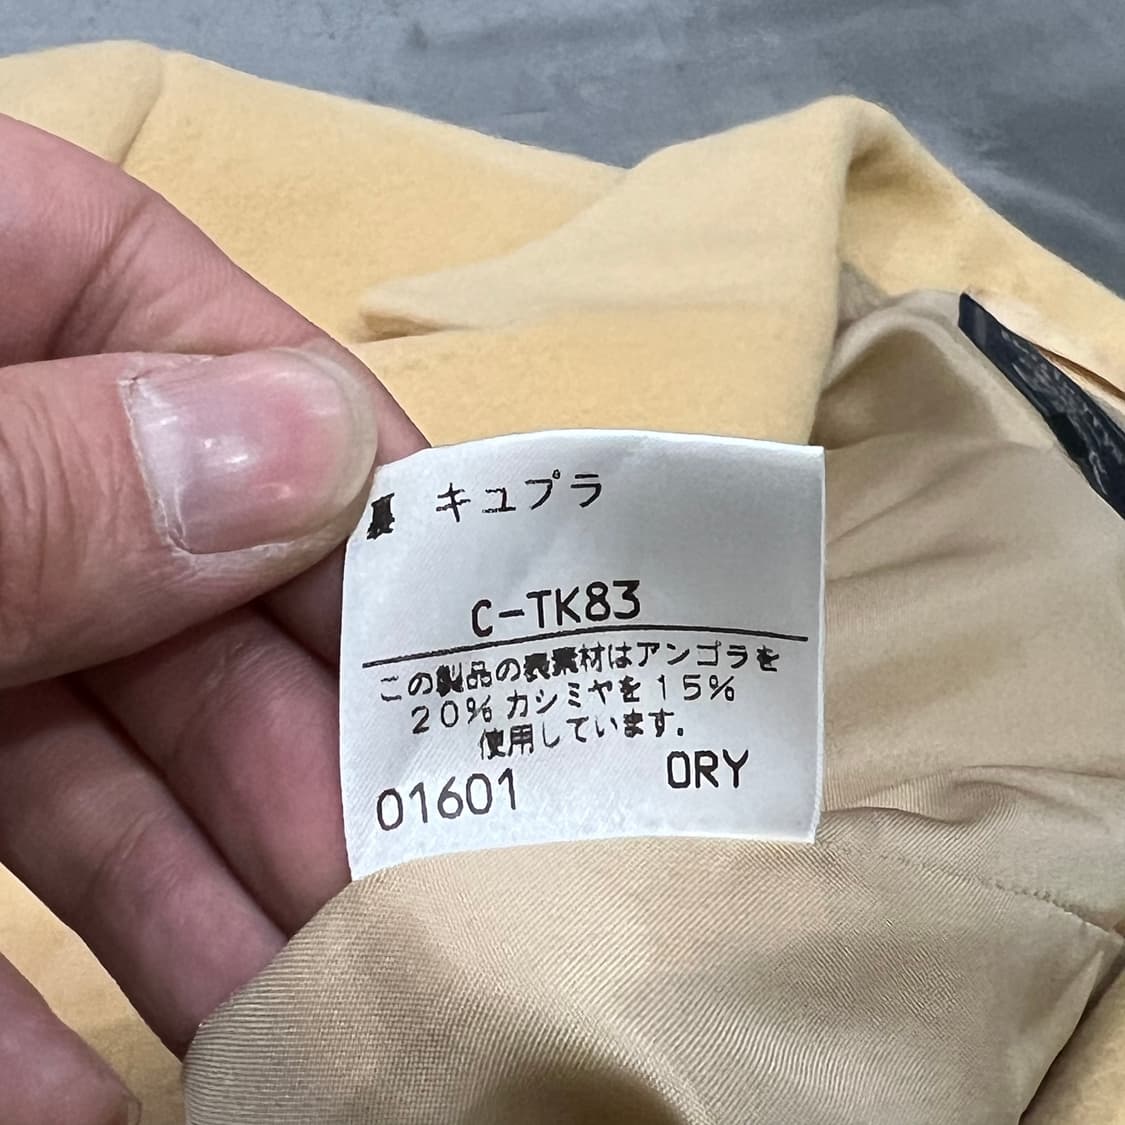 裏 キュプラ
C-TK83
この製品の表素材はアンゴラを
20%カシミヤを15%
使用しています。
01601 ORY